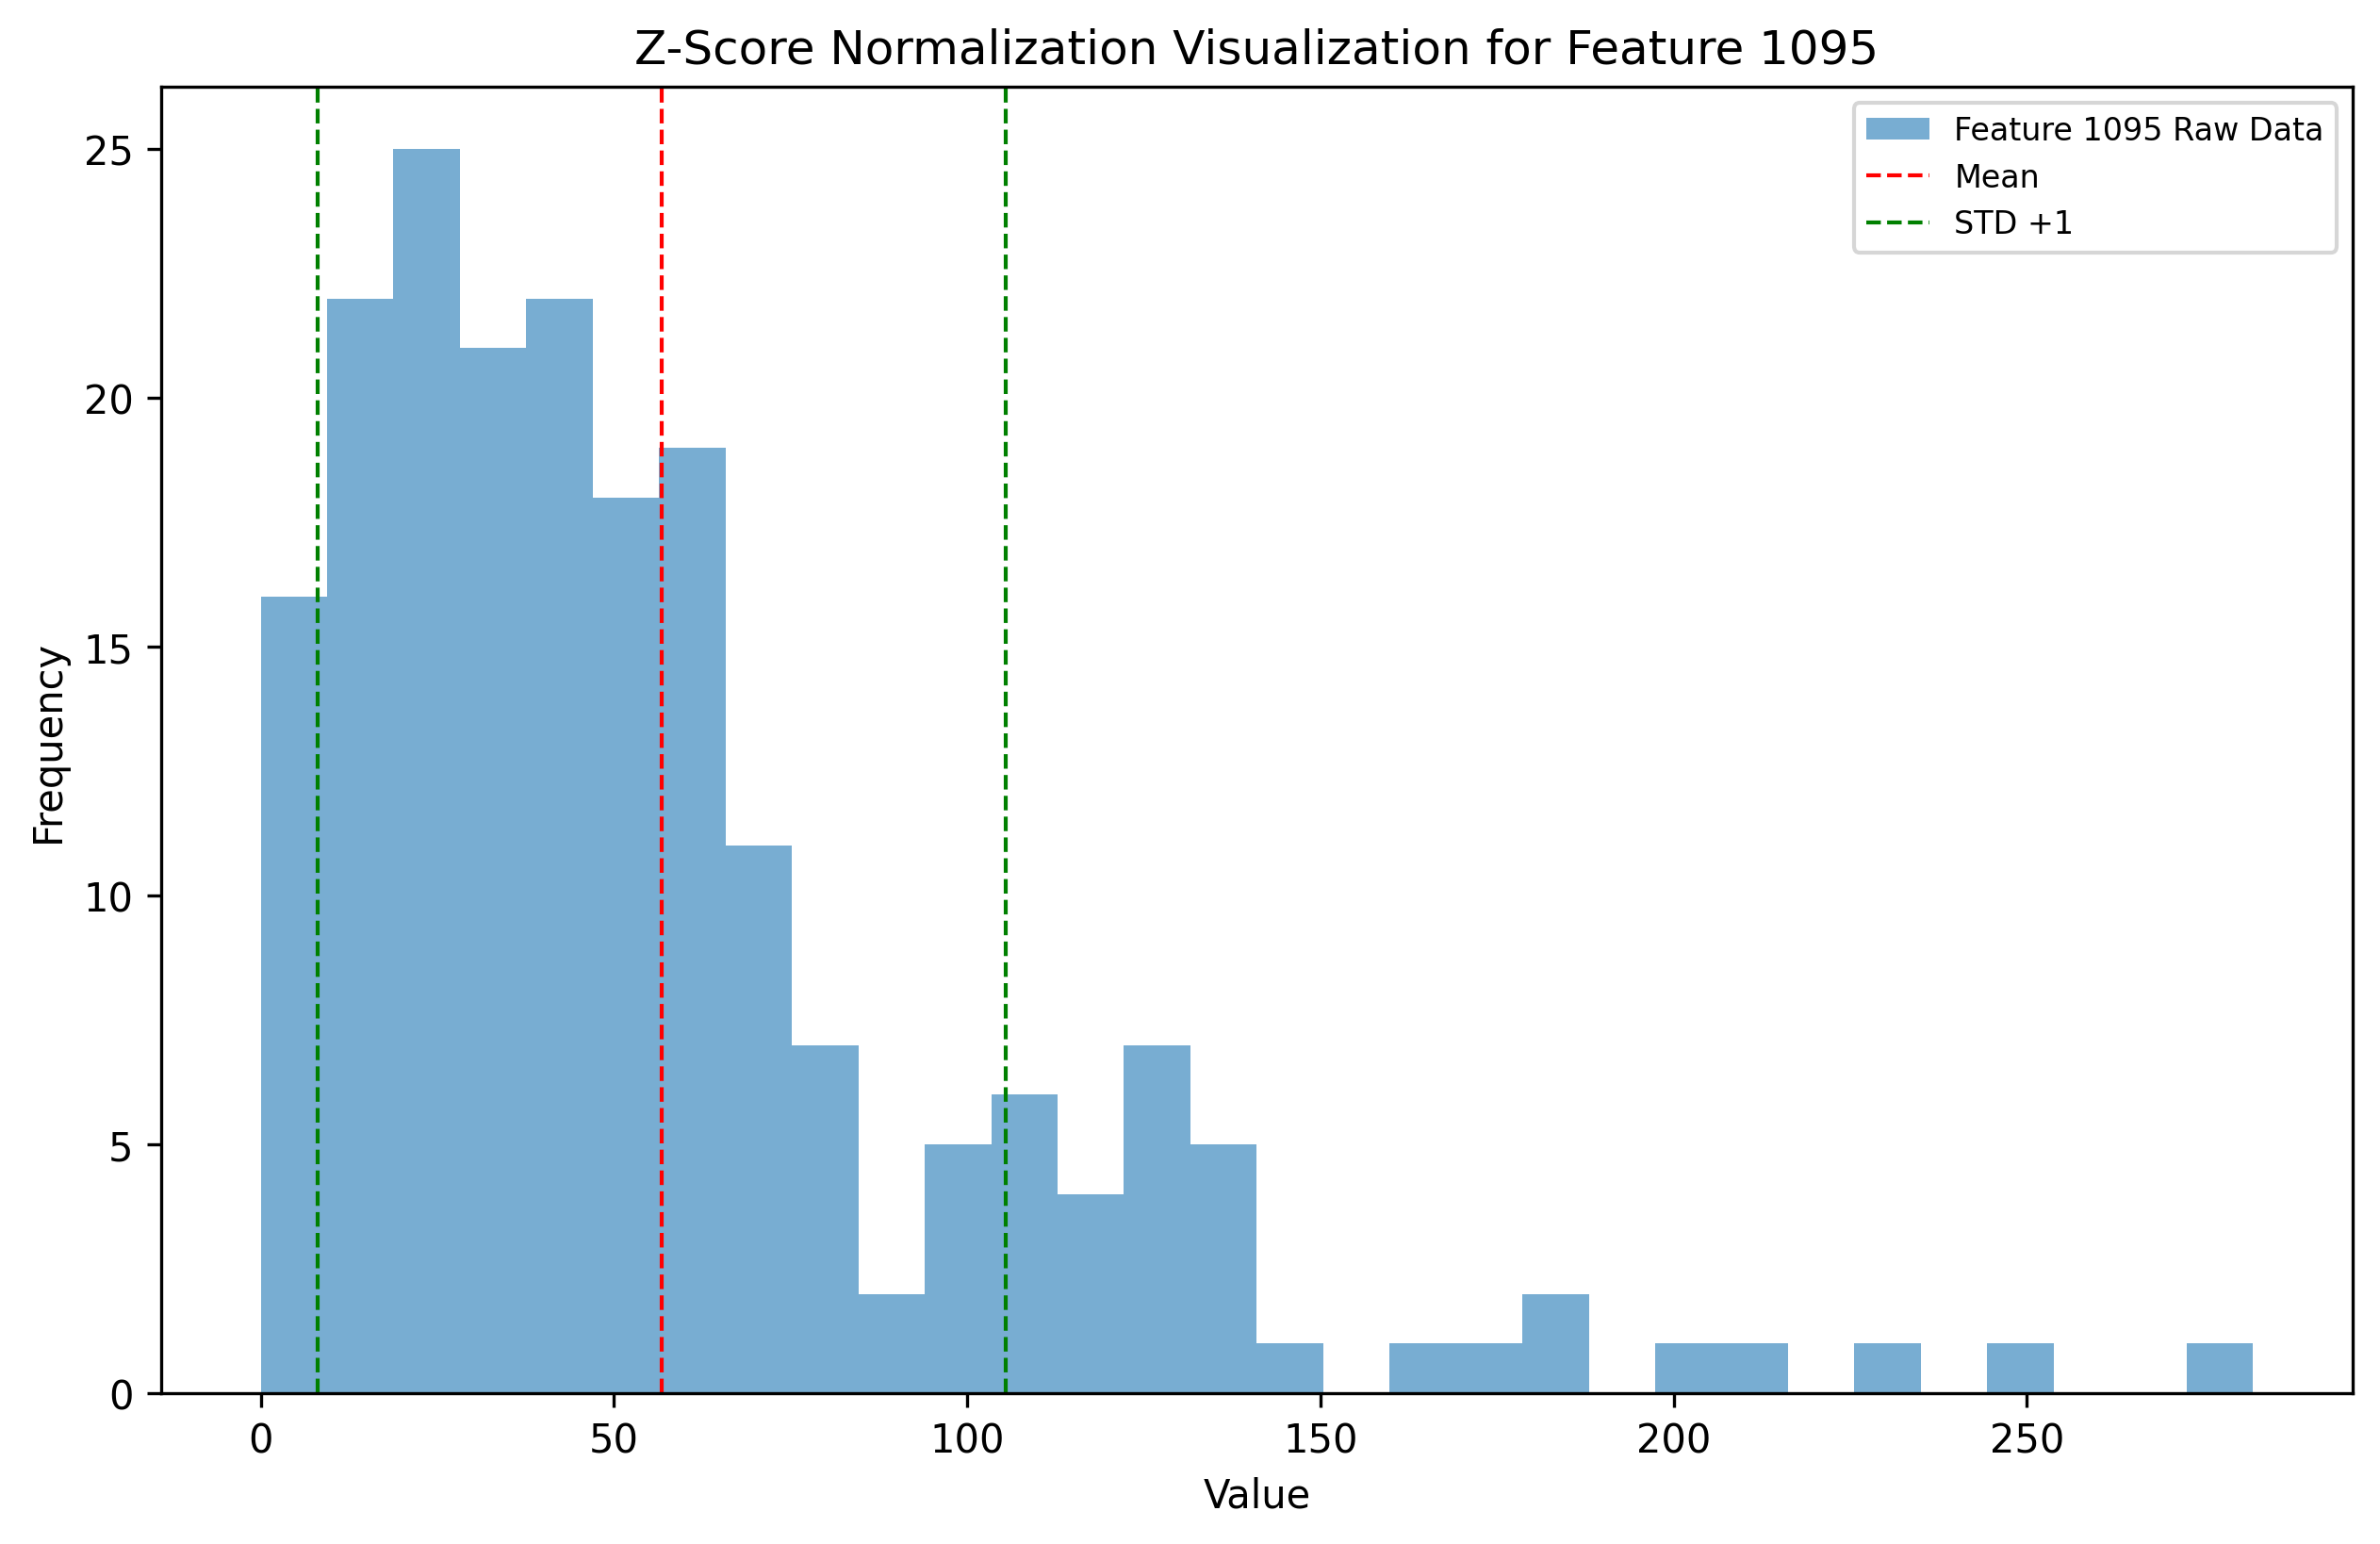 Z-Score Normalization Visualization for Feature 1095
Feature 1095 Raw Data
Mean
STD +1
Frequency
25
20
15
10
5
0
0 50 100 150 200 250
Value